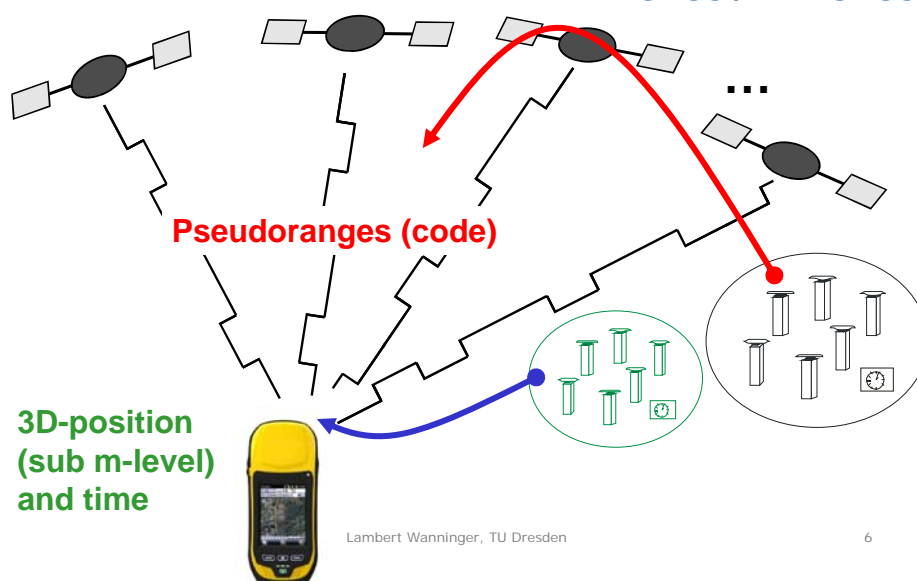 ...
Pseudoranges (code)
3D-position
(sub m-level)
and time
Lambert Wanninger, TU Dresden
6